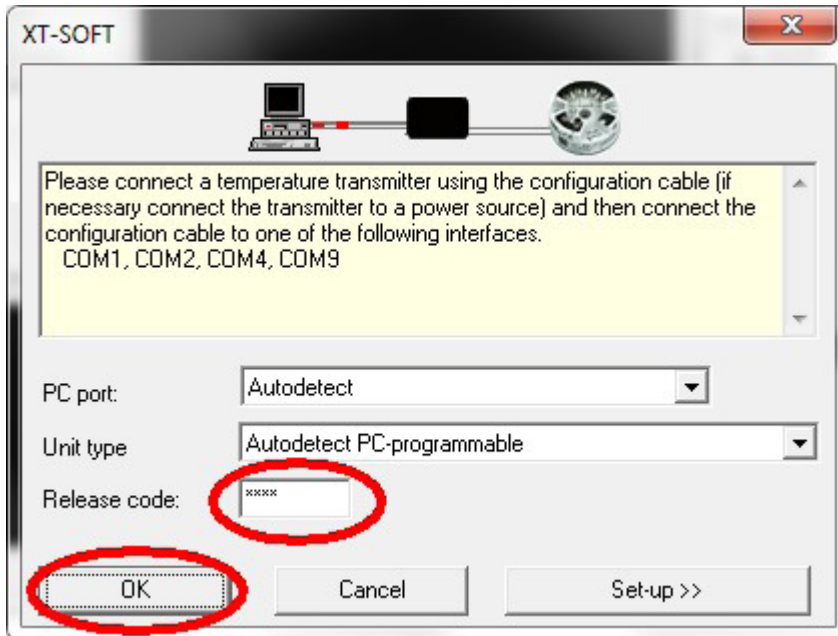 XT-SOFT
Please connect a temperature transmitter using the configuration cable (if
necessary connect the transmitter to a power source) and then connect the
configuration cable to one of the following interfaces.
COM1, COM2, COM4, COM9
PC port:
Autodetect
Unit type
Autodetect PC-programmable
Release code:
****
OK
Cancel
Set-up >>